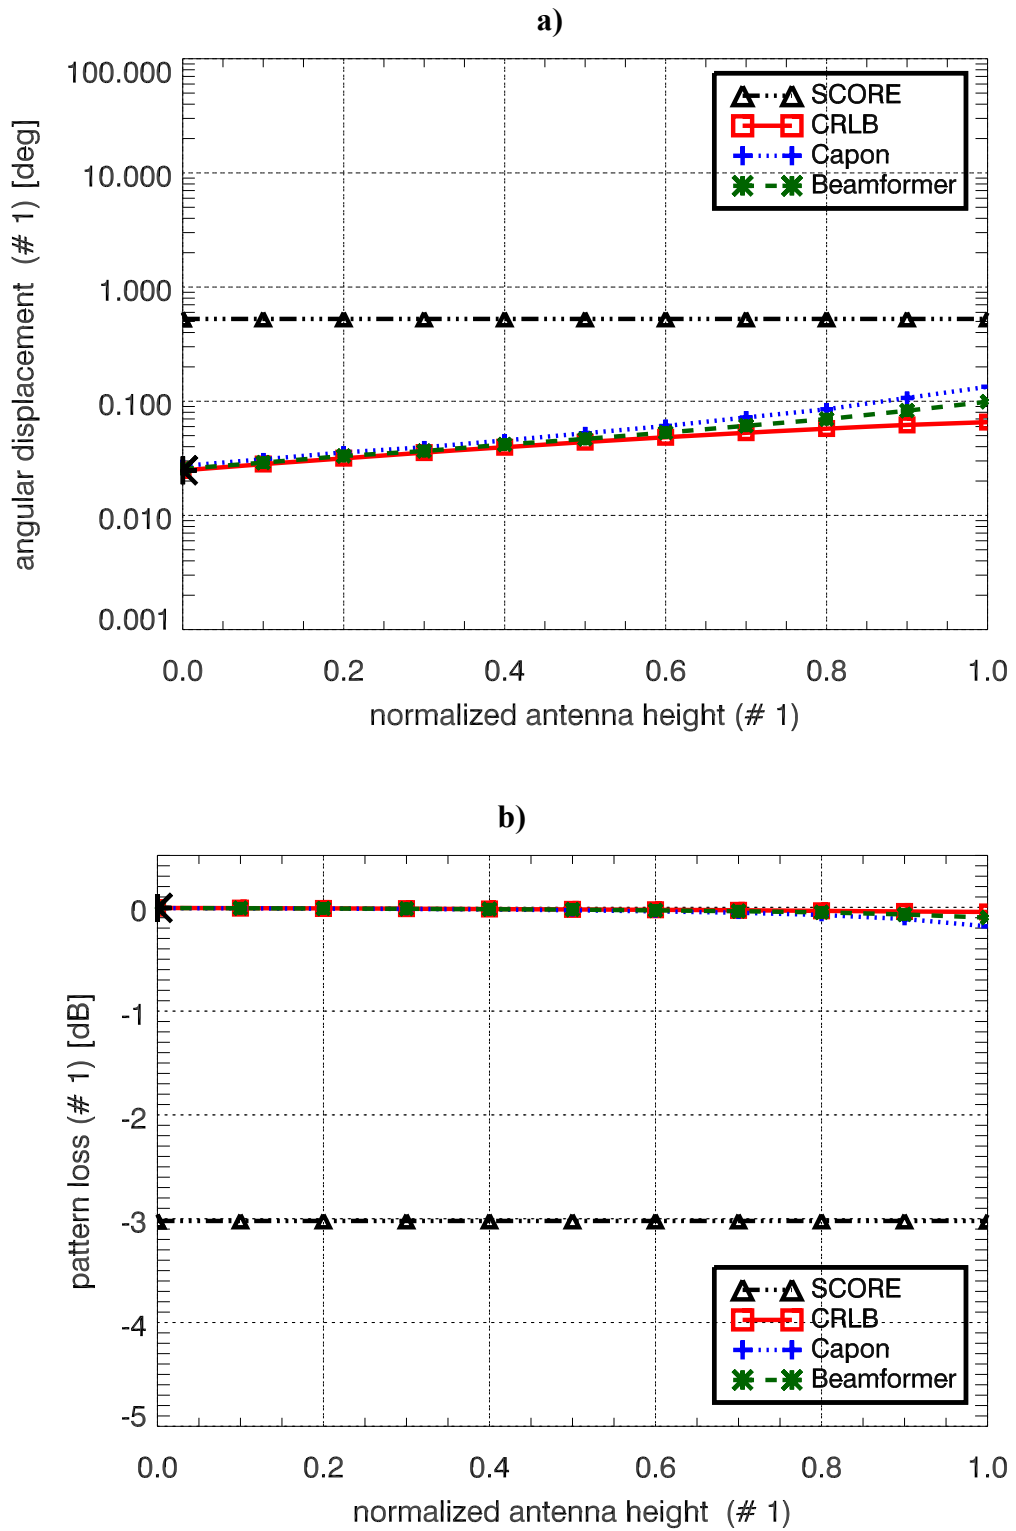 a)
angular displacement (# 1) [deg]
100.000
10.000
1.000
0.100
0.010
0.001
SCORE
CRLB
Capon
Beamformer
0.0 0.2 0.4 0.6 0.8 1.0
normalized antenna height (# 1)
b)
pattern loss (# 1) [dB]
0
-1
-2
-3
-4
-5
SCORE
CRLB
Capon
Beamformer
0.0 0.2 0.4 0.6 0.8 1.0
normalized antenna height (# 1)